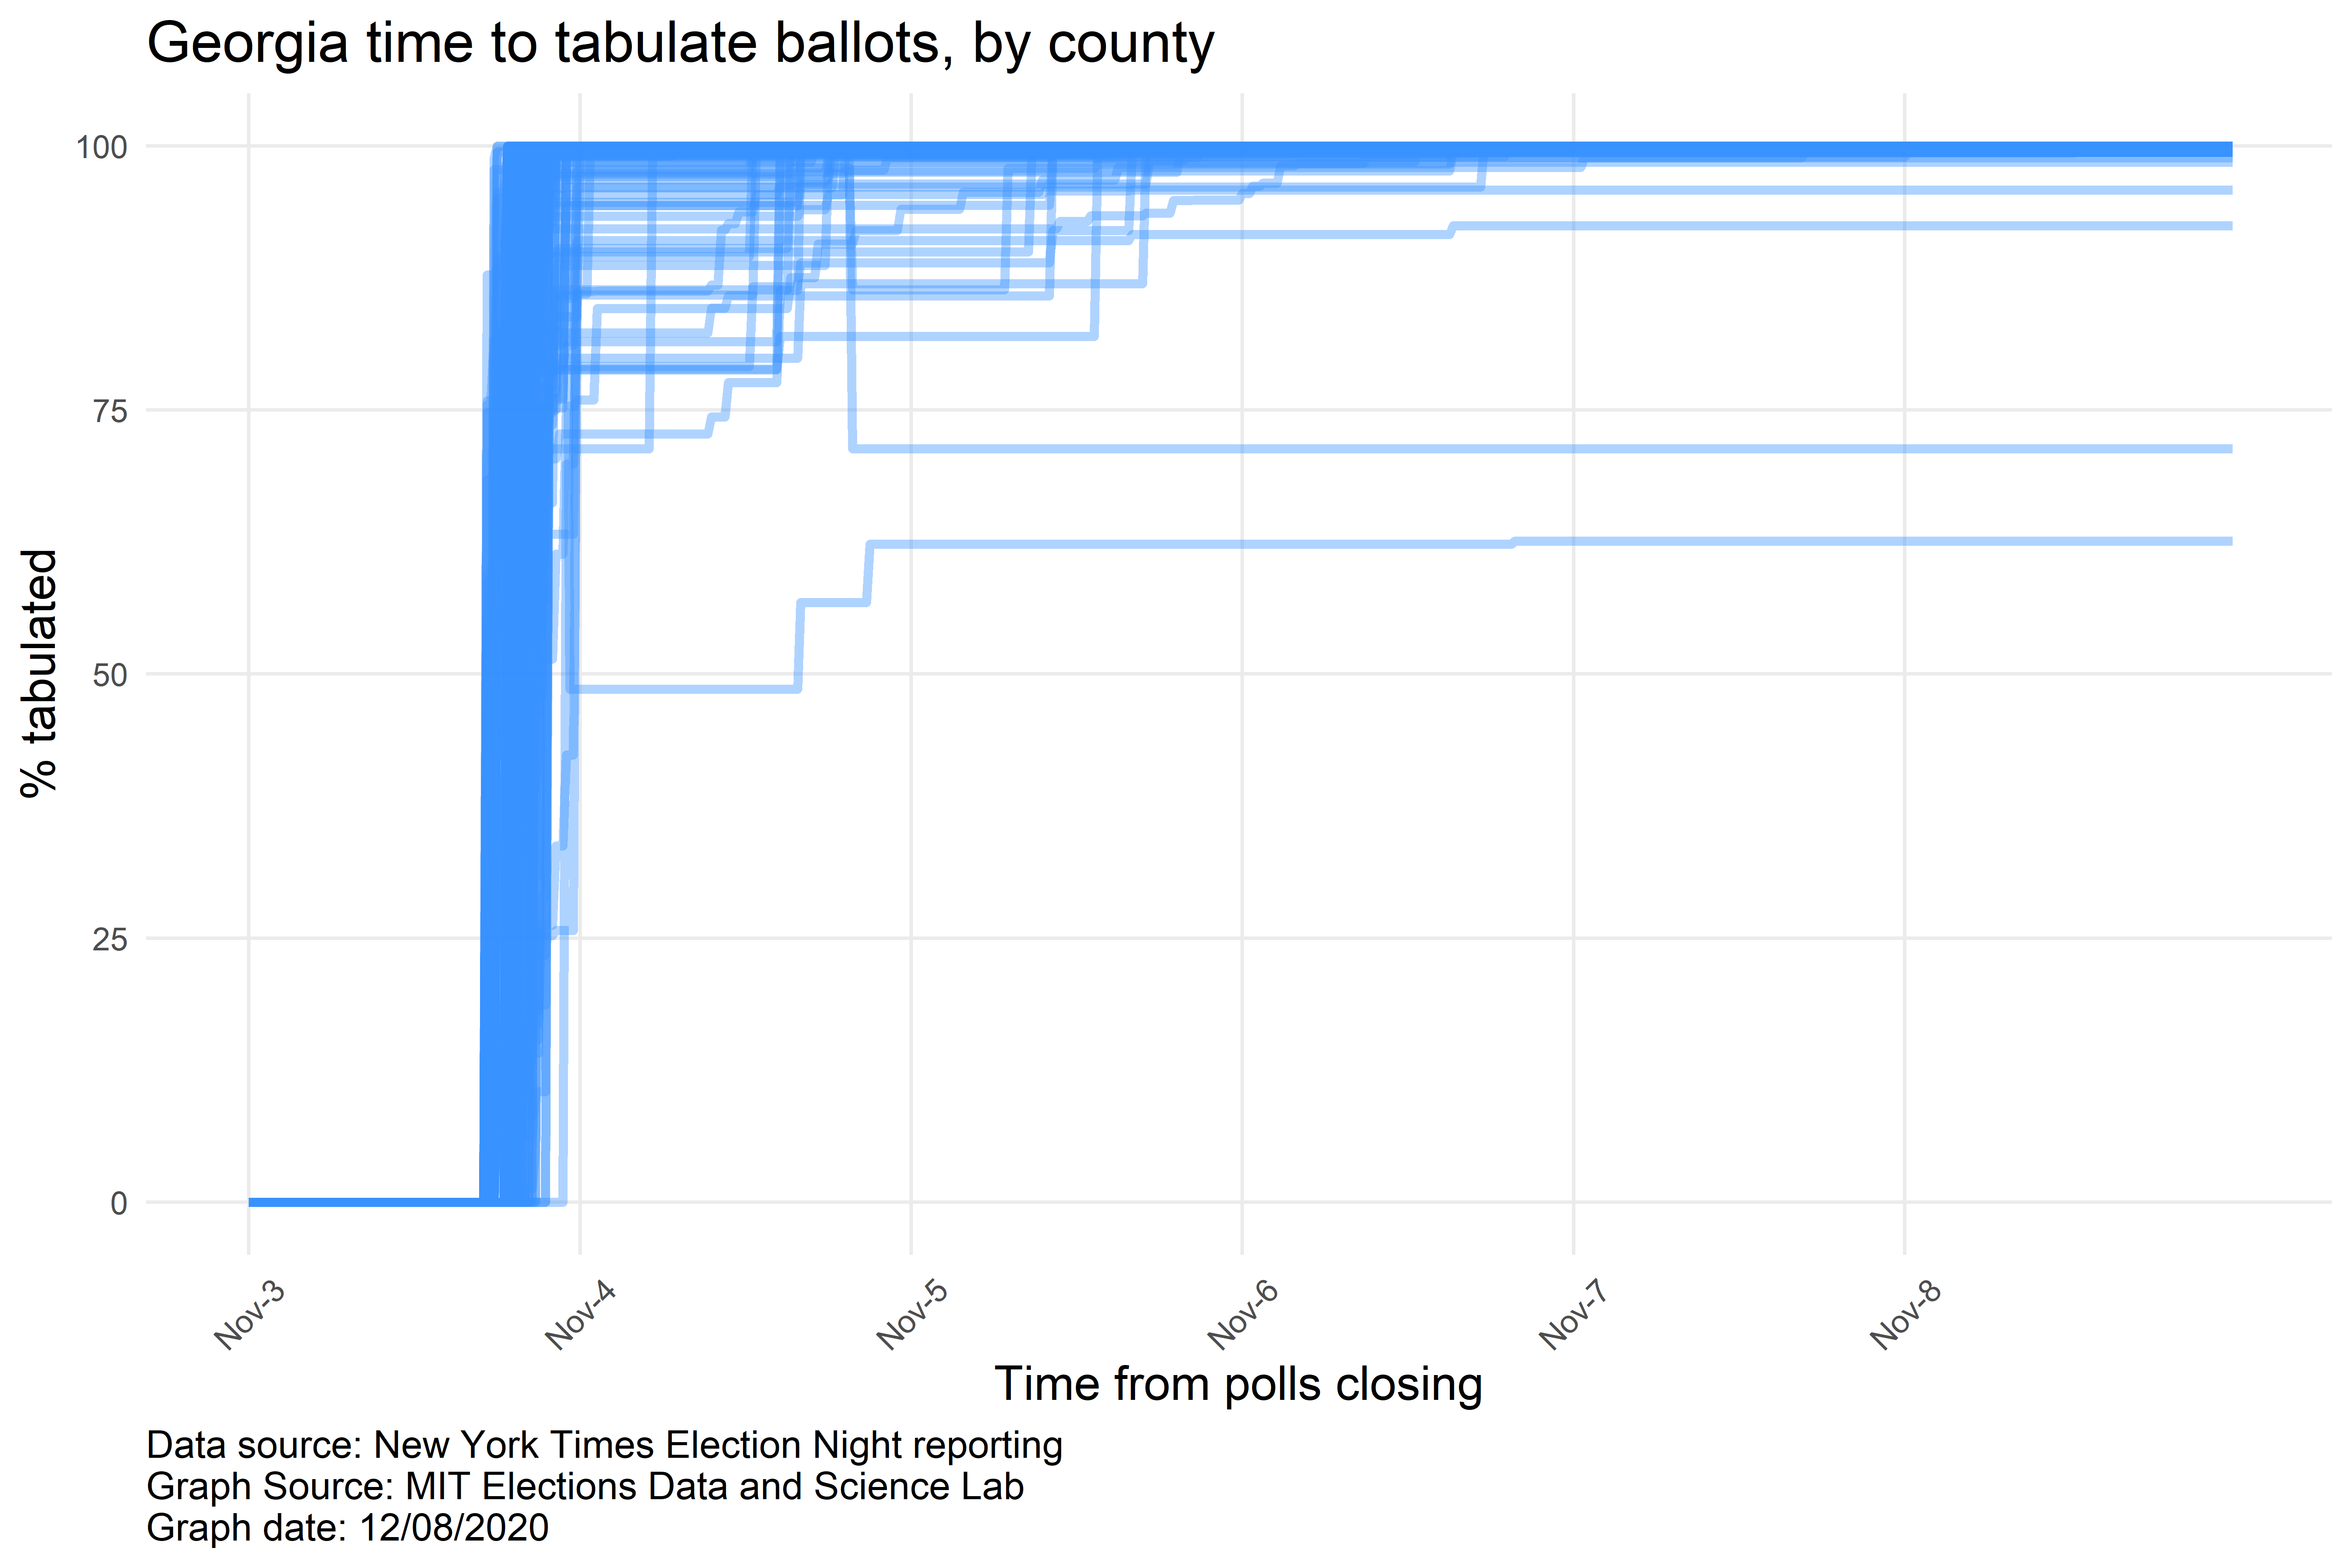 Georgia time to tabulate ballots, by county
100
75
50
25
0
% tabulated
Nov-3
Nov-4
Nov-5
Nov-6
Nov-7
Nov-8
Time from polls closing
Data source: New York Times Election Night reporting
Graph Source: MIT Elections Data and Science Lab
Graph date: 12/08/2020